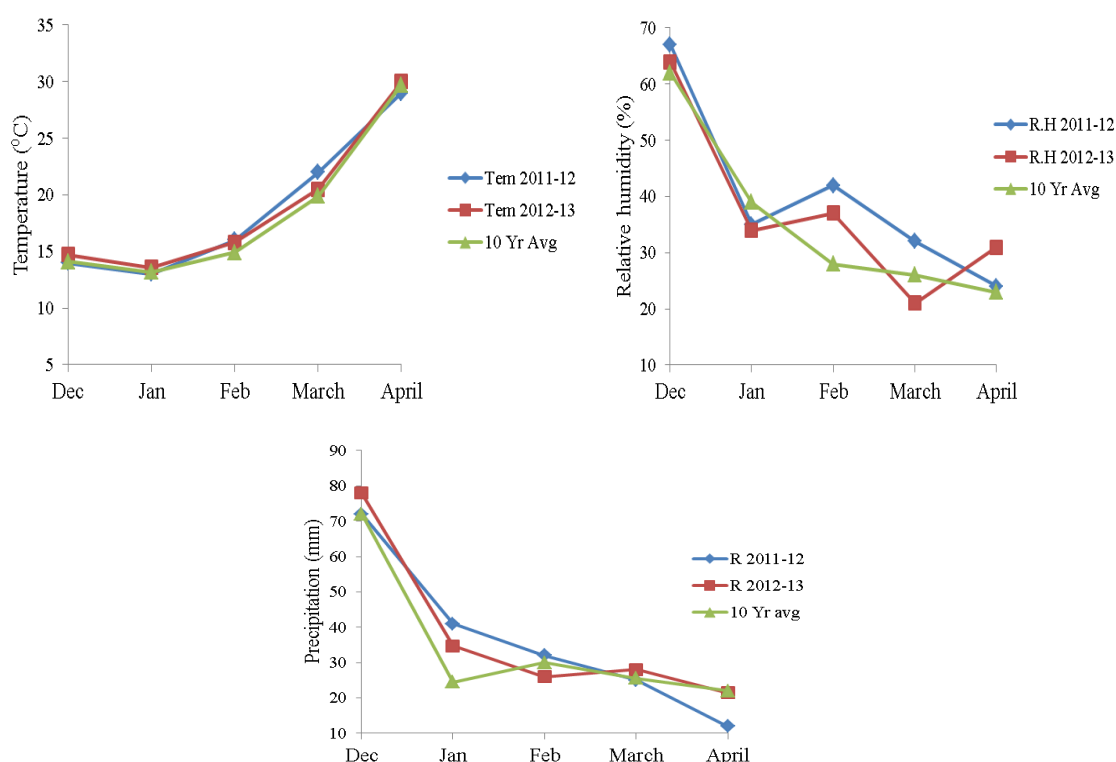 35
30
25
20
15
10
5
Temperature (°C)
Dec Jan Feb March April
Tem 2011-12
Tem 2012-13
10 Yr Avg
70
60
50
40
30
20
10
Relative humidity (%)
Dec Jan Feb March April
R.H 2011-12
R.H 2012-13
10 Yr Avg
90
80
70
60
50
40
30
20
10
Precipitation (mm)
Dec Jan Feb March April
R 2011-12
R 2012-13
10 Yr avg